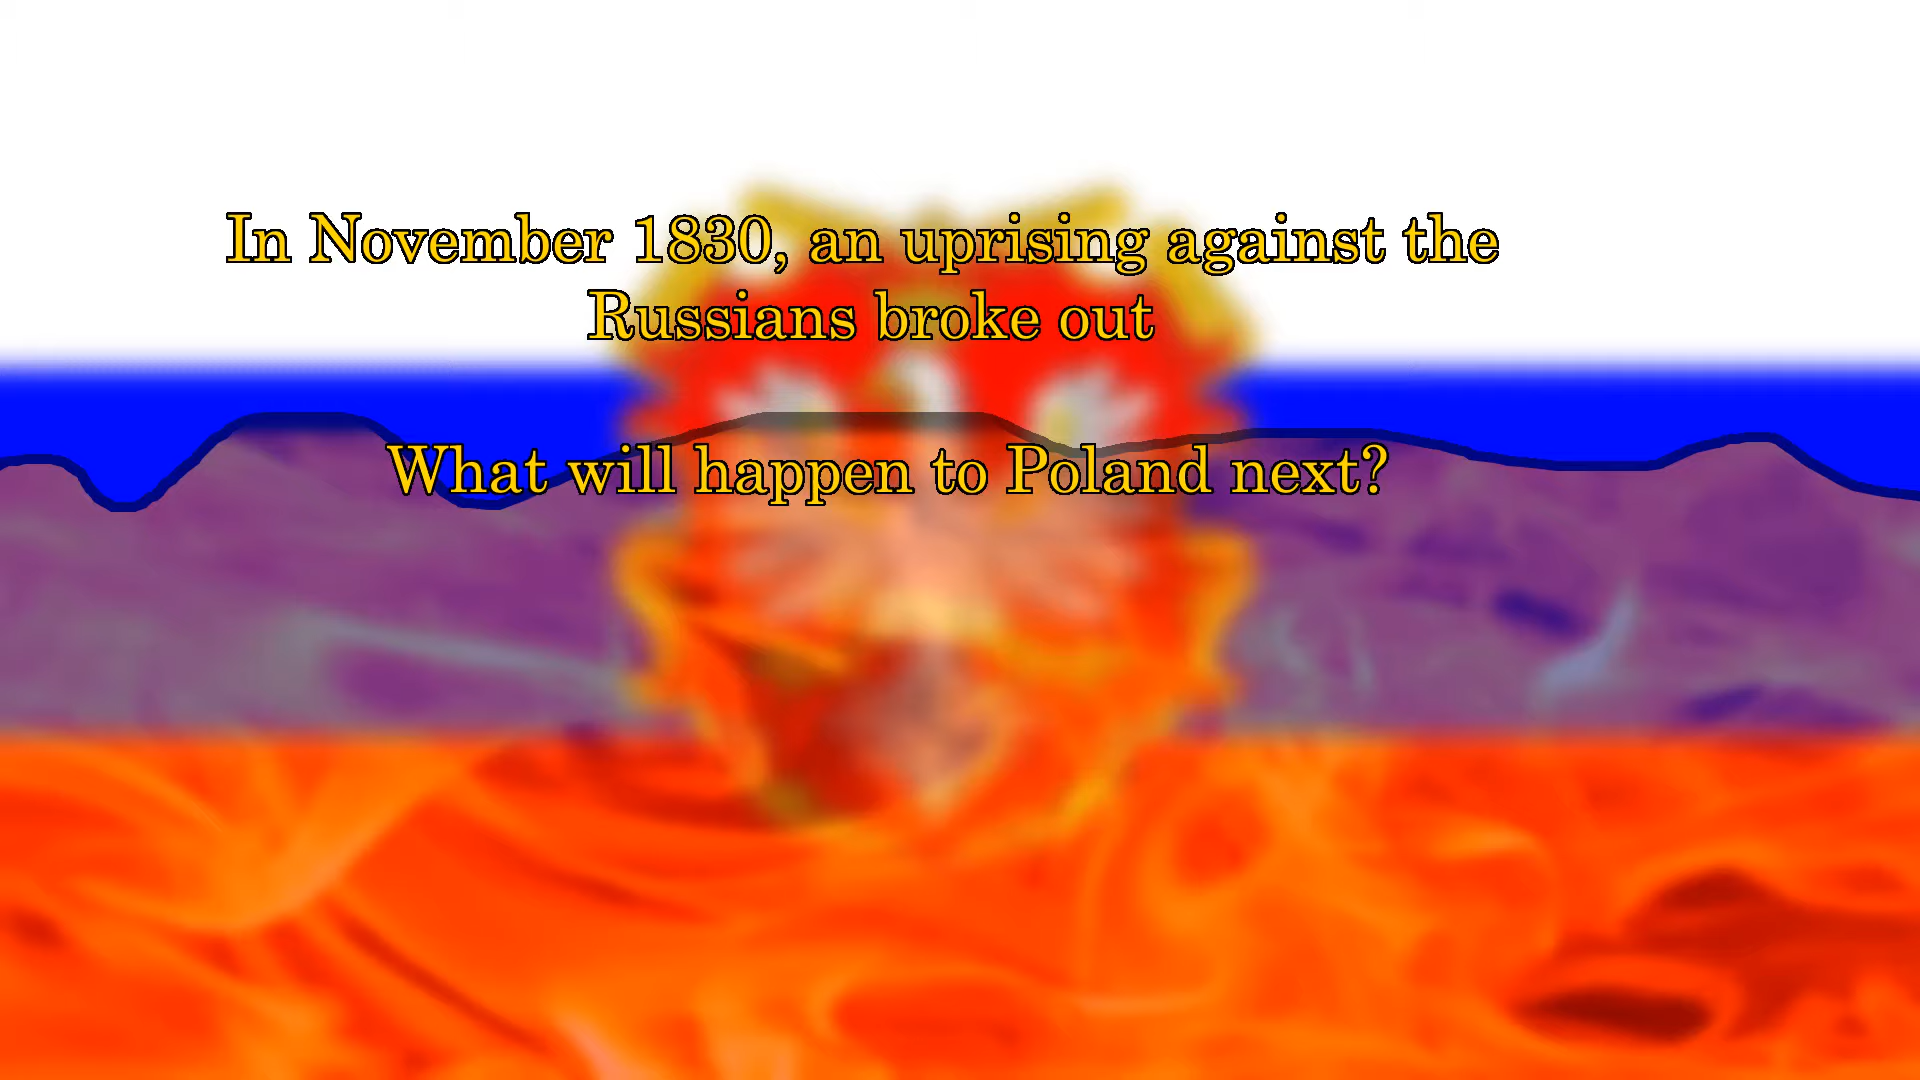 In November 1830, an uprising against the
Russians broke out
What will happen to Poland next?